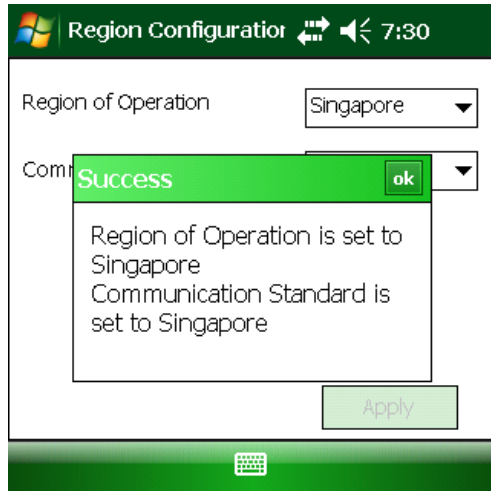 Region Configuration 7:30
Region of Operation Singapore
Comm
Success ok
Region of Operation is set to
Singapore
Communication Standard is
set to Singapore
Apply